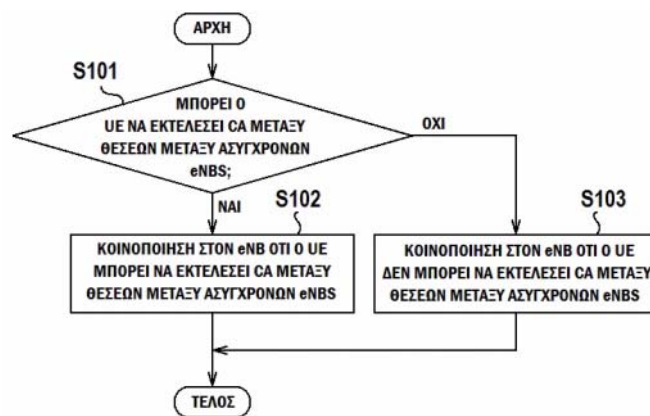 ΑΡΧΗ
S101
ΜΠΟΡΕΙ Ο
UE ΝΑ ΕΚΤΕΛΕΣΕΙ CA ΜΕΤΑΞΥ
ΘΕΣΕΩΝ ΜΕΤΑΞΥ ΑΣΥΓΧΡΟΝΩΝ
eNBS;
ΟΧΙ
ΝΑΙ
S102
ΚΟΙΝΟΠΟΙΗΣΗ ΣΤΟΝ eNB ΟΤΙ Ο UE
ΜΠΟΡΕΙ ΝΑ ΕΚΤΕΛΕΣΕΙ CA ΜΕΤΑΞΥ
ΘΕΣΕΩΝ ΜΕΤΑΞΥ ΑΣΥΓΧΡΟΝΩΝ eNBS
S103
ΚΟΙΝΟΠΟΙΗΣΗ ΣΤΟΝ eNB ΟΤΙ Ο UE
ΔΕΝ ΜΠΟΡΕΙ ΝΑ ΕΚΤΕΛΕΣΕΙ CA ΜΕΤΑΞΥ
ΘΕΣΕΩΝ ΜΕΤΑΞΥ ΑΣΥΓΧΡΟΝΩΝ eNBS
ΤΕΛΟΣ